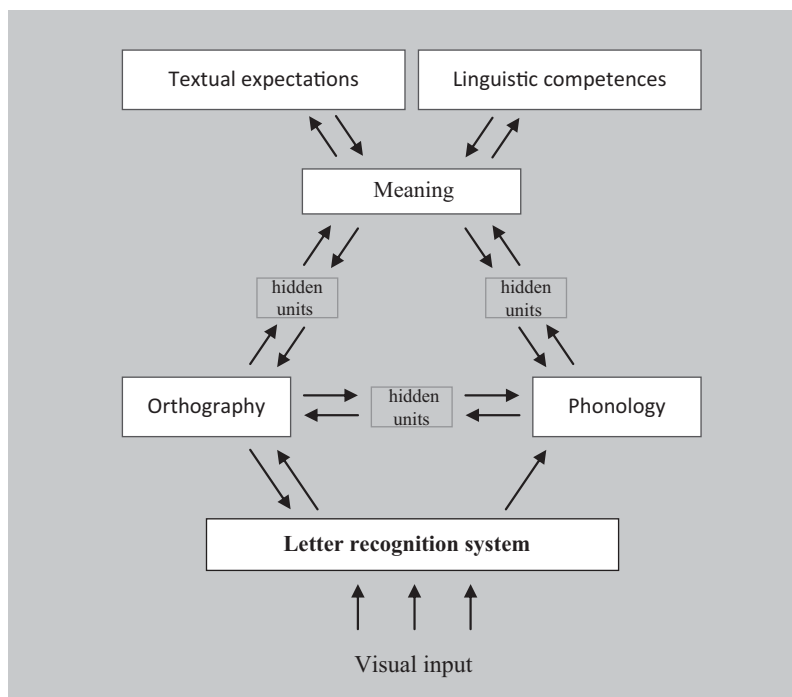 Textual expectations
Linguistic competences
Meaning
hidden
units
hidden
units
Orthography
hidden
units
Phonology
Letter recognition system
Visual input